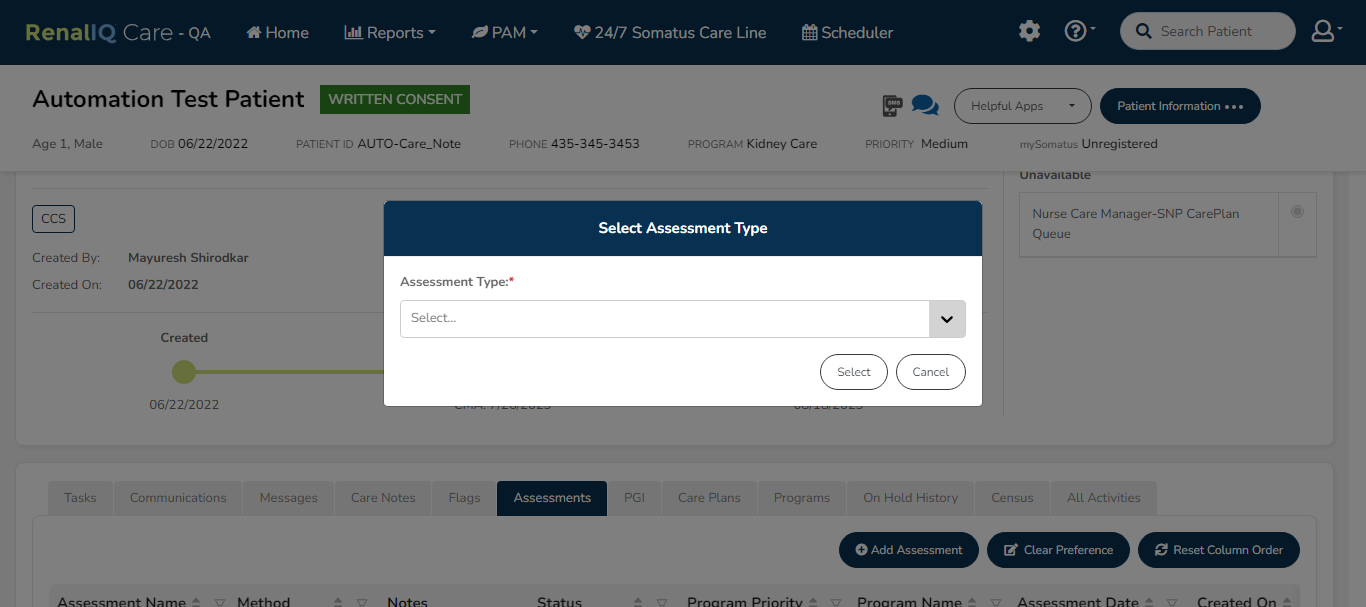 RenalIQ Care - QA Home Reports PAM 24/7 Somatus Care Line Scheduler ? Search Patient
Automation Test Patient WRITTEN CONSENT SMS Helpful Apps Patient Information
Age 1, Male DOB 06/22/2022 PATIENT ID AUTO-Care_Note PHONE 435-345-3453 PROGRAM Kidney Care PRIORITY Medium mySomatus Unregistered
Unavailable
CCS
Nurse Care Manager-SNP CarePlan
Queue
Select Assessment Type
Created By: Mayuresh Shirodkar
Created On: 06/22/2022
Assessment Type:*
Select...
Created
Select Cancel
06/22/2022
Tasks Communications Messages Care Notes Flags Assessments PGI Care Plans Programs On Hold History Census All Activities
Add Assessment Clear Preference Reset Column Order
Assessment Name Method Notes Status Program Priority Program Name Assessment Date Created On